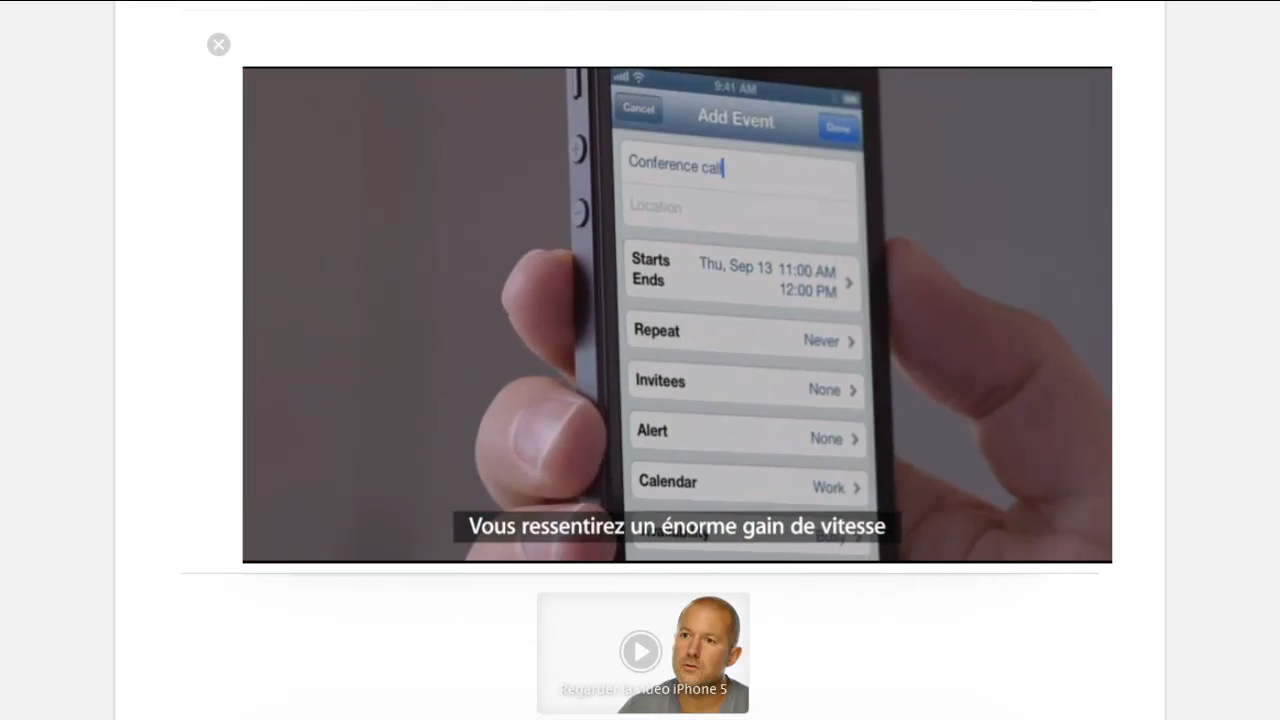 9:41 AM
Cancel
Add Event
Done
Conference call
Location
Starts
Thu, Sep 13 11:00 AM
Ends
12:00 PM
Repeat
Never
Invitees
None
Alert
None
Calendar
Work
Vous ressentirez un énorme gain de vitesse
Regarder la vidéo iPhone 5